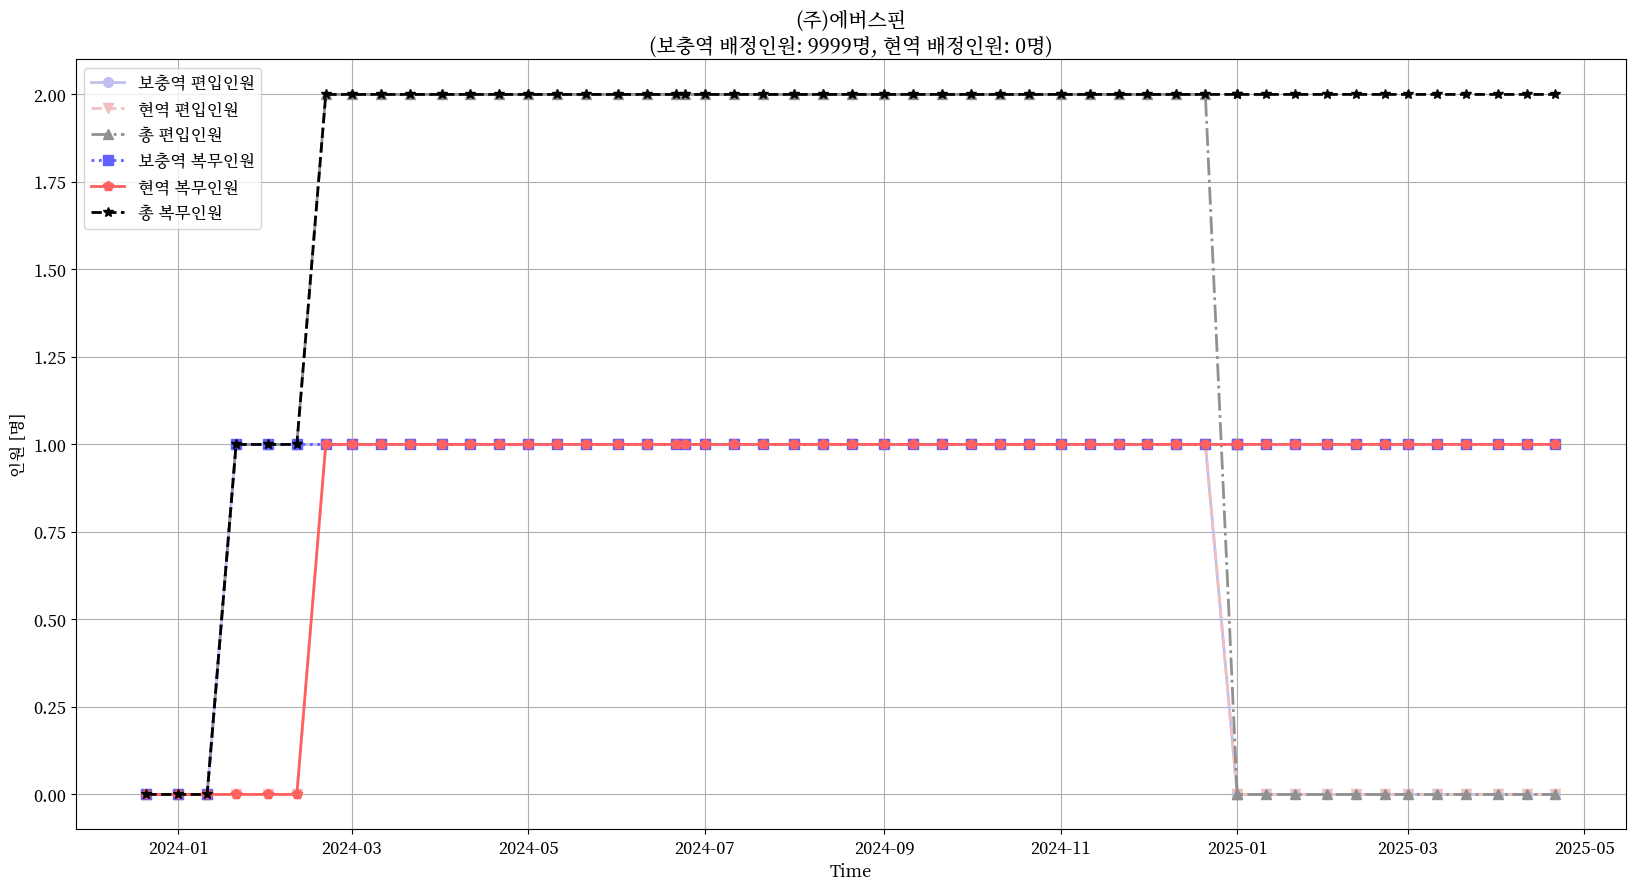 (주)에버스핀
(보충역 배정인원: 9999명, 현역 배정인원: 0명)
보충역 편입인원
현역 편입인원
총 편입인원
보충역 복무인원
현역 복무인원
총 복무인원
2.00
1.75
1.50
1.25
1.00
0.75
0.50
0.25
0.00
인원 [명]
2024-01
2024-03
2024-05
2024-07
2024-09
2024-11
2025-01
2025-03
2025-05
Time